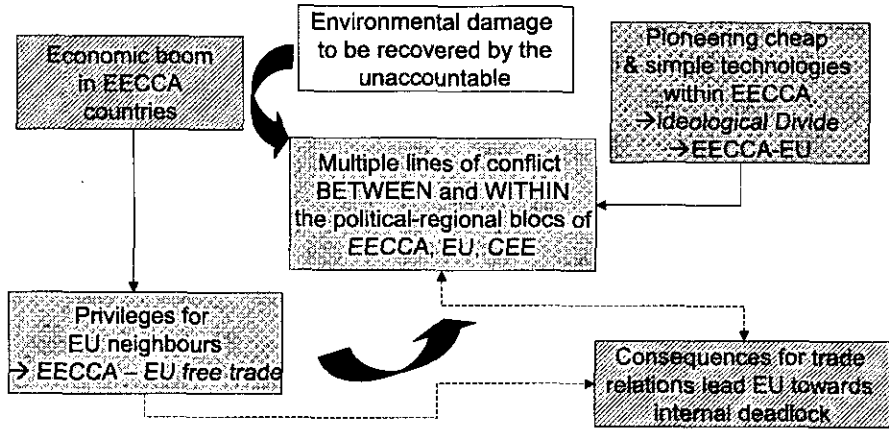 Economic boom
in EECCA
countries
Environmental damage
to be recovered by the
unaccountable
Pioneering cheap
& simple technologies
within EECCA
→Ideological Divide
→EECCA-EU
Multiple lines of conflict
BETWEEN and WITHIN
the political-regional blocs of
EECCA, EU, CEE
Privileges for
EU neighbours
→ EECCA – EU free trade
Consequences for trade
relations lead EU towards
internal deadlock